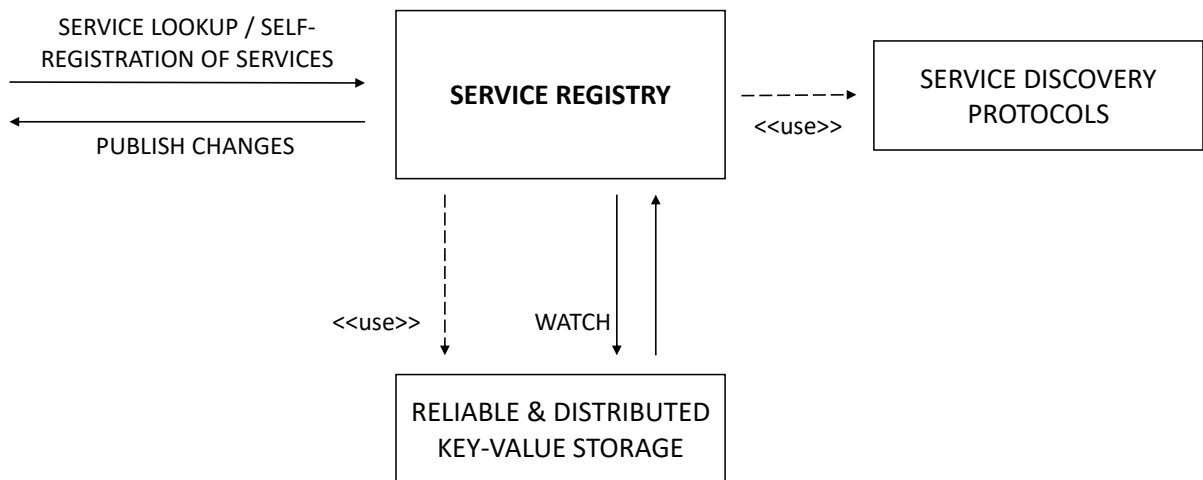 SERVICE LOOKUP / SELF-
REGISTRATION OF SERVICES
PUBLISH CHANGES
SERVICE REGISTRY
<<use>>
SERVICE DISCOVERY
PROTOCOLS
<<use>>
WATCH
RELIABLE & DISTRIBUTED
KEY-VALUE STORAGE